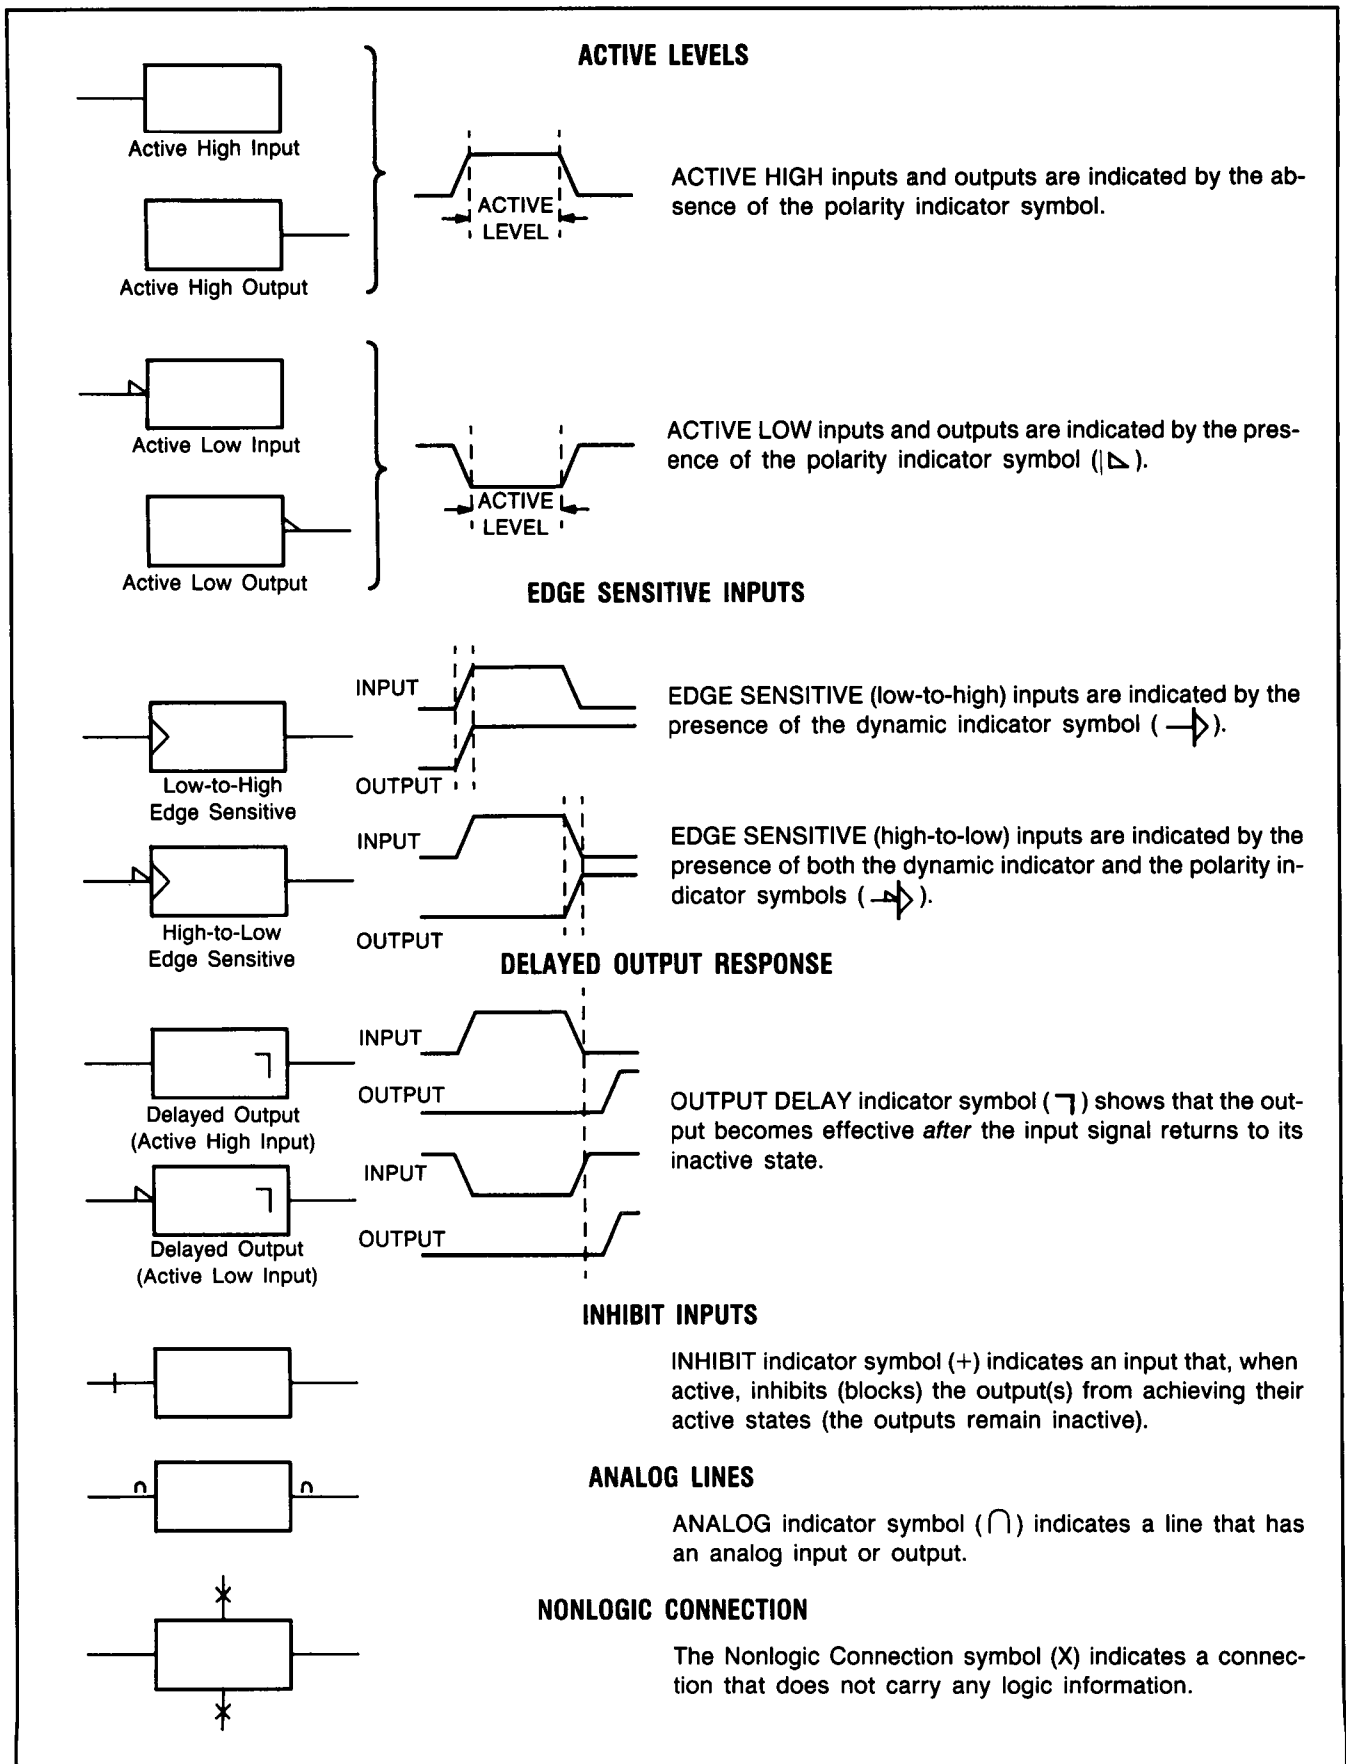 ACTIVE LEVELS
Active High Input
Active High Output
ACTIVE
LEVEL
ACTIVE HIGH inputs and outputs are indicated by the ab-
sence of the polarity indicator symbol.
Active Low Input
Active Low Output
ACTIVE
LEVEL
ACTIVE LOW inputs and outputs are indicated by the pres-
ence of the polarity indicator symbol (|⊾).
EDGE SENSITIVE INPUTS
Low-to-High
Edge Sensitive
INPUT
OUTPUT
EDGE SENSITIVE (low-to-high) inputs are indicated by the
presence of the dynamic indicator symbol ( ).
High-to-Low
Edge Sensitive
INPUT
OUTPUT
EDGE SENSITIVE (high-to-low) inputs are indicated by the
presence of both the dynamic indicator and the polarity in-
dicator symbols ( ).
DELAYED OUTPUT RESPONSE
Delayed Output
(Active High Input)
INPUT
OUTPUT
Delayed Output
(Active Low Input)
INPUT
OUTPUT
OUTPUT DELAY indicator symbol (┐) shows that the out-
put becomes effective after the input signal returns to its
inactive state.
INHIBIT INPUTS
INHIBIT indicator symbol (+) indicates an input that, when
active, inhibits (blocks) the output(s) from achieving their
active states (the outputs remain inactive).
ANALOG LINES
ANALOG indicator symbol (∩) indicates a line that has
an analog input or output.
NONLOGIC CONNECTION
The Nonlogic Connection symbol (X) indicates a connec-
tion that does not carry any logic information.